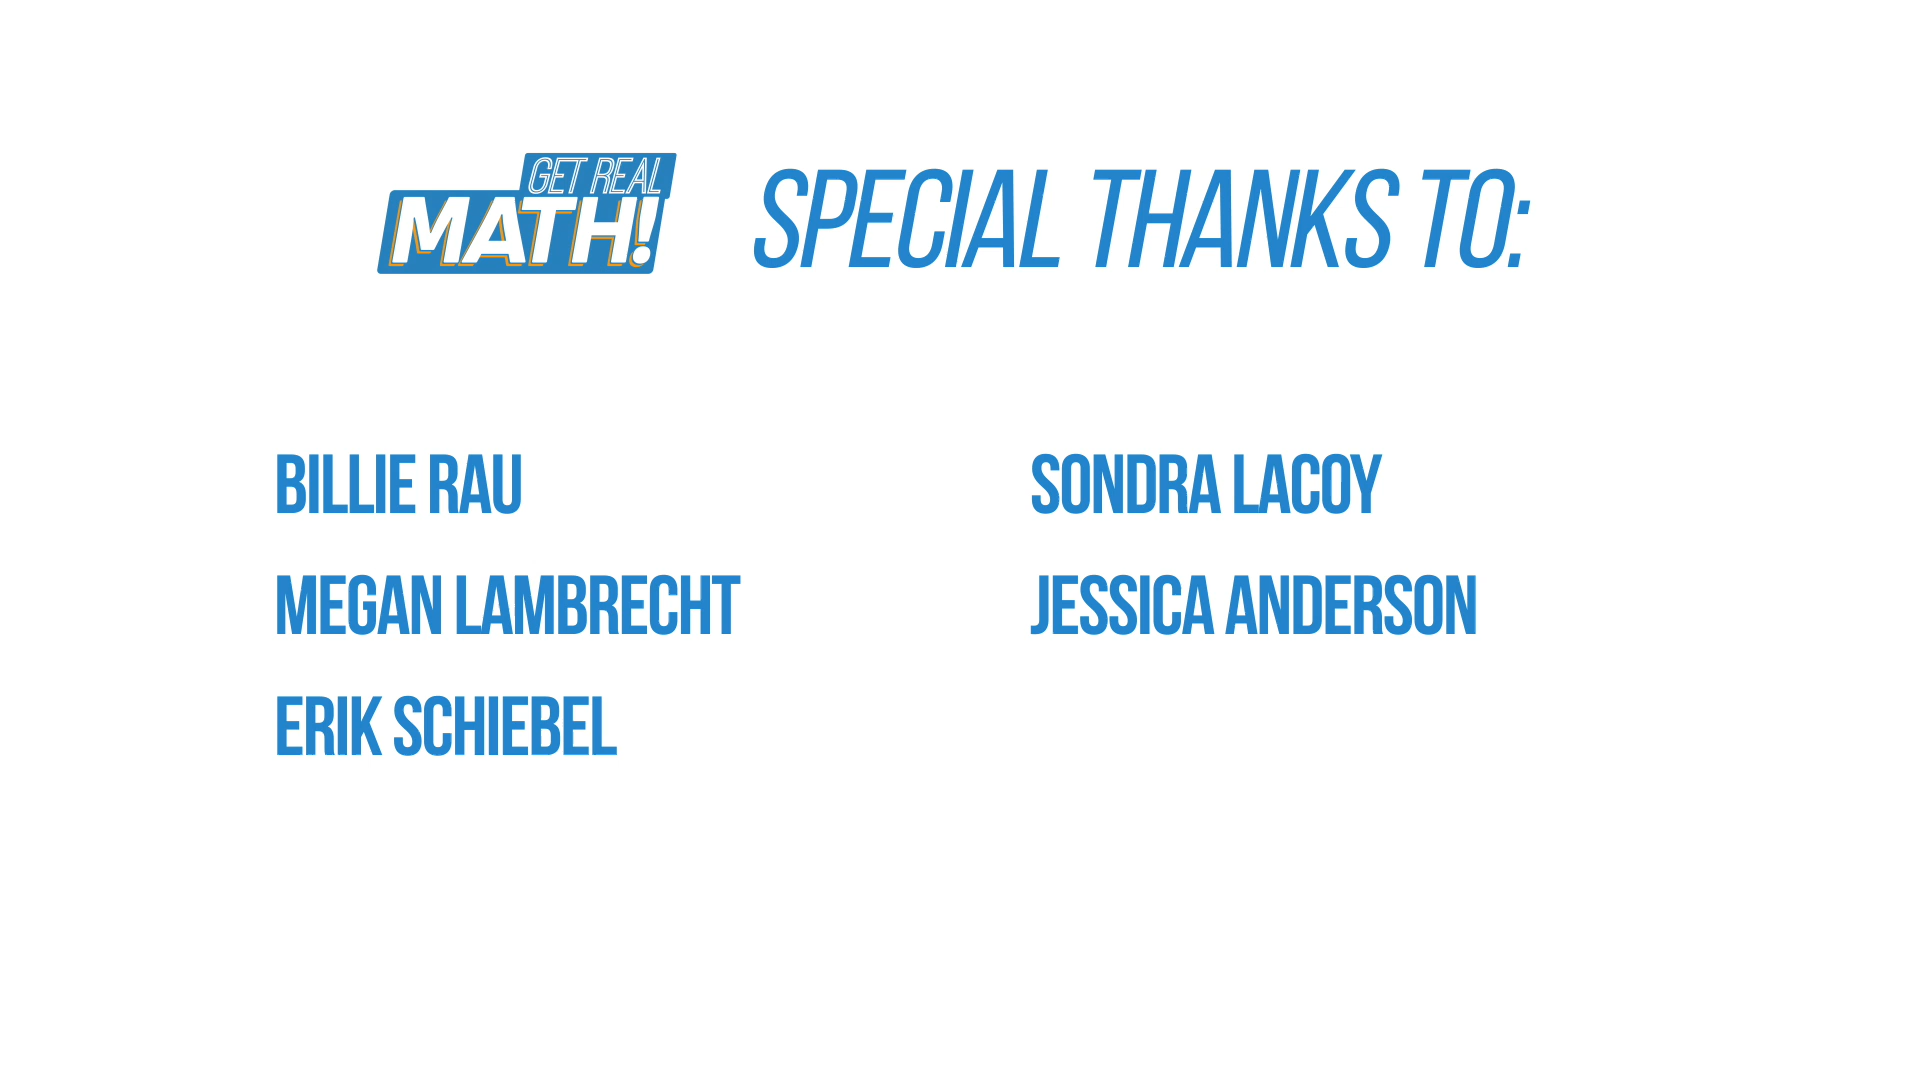 GET REAL
MATH!
SPECIAL THANKS TO:
BILLIE RAU
MEGAN LAMBRECHT
ERIK SCHIEBEL
SONDRA LACOY
JESSICA ANDERSON